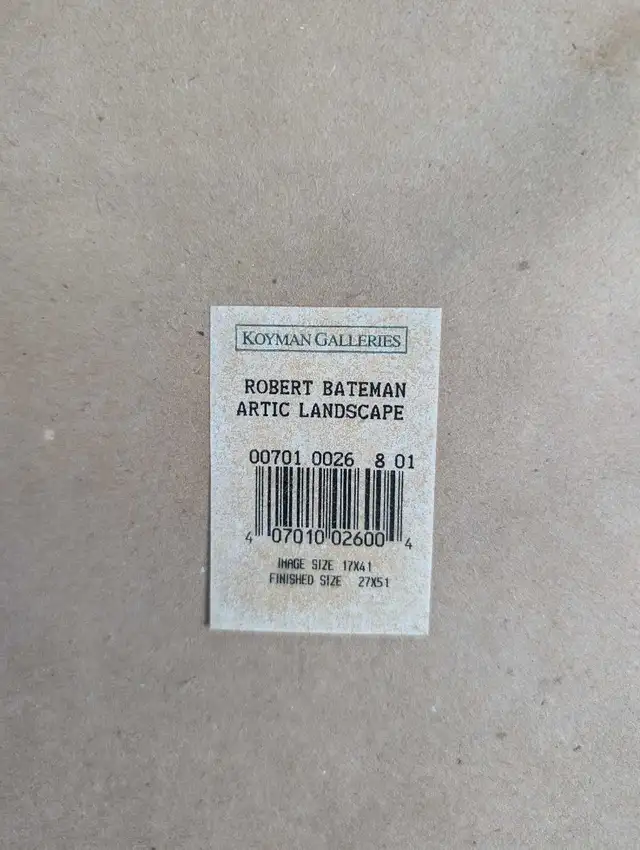 KOYMAN GALLERIES
ROBERT BATEMAN
ARTIC LANDSCAPE
00701 0026 8 01
4 07010 02600 4
IMAGE SIZE 17X41
FINISHED SIZE 27X51